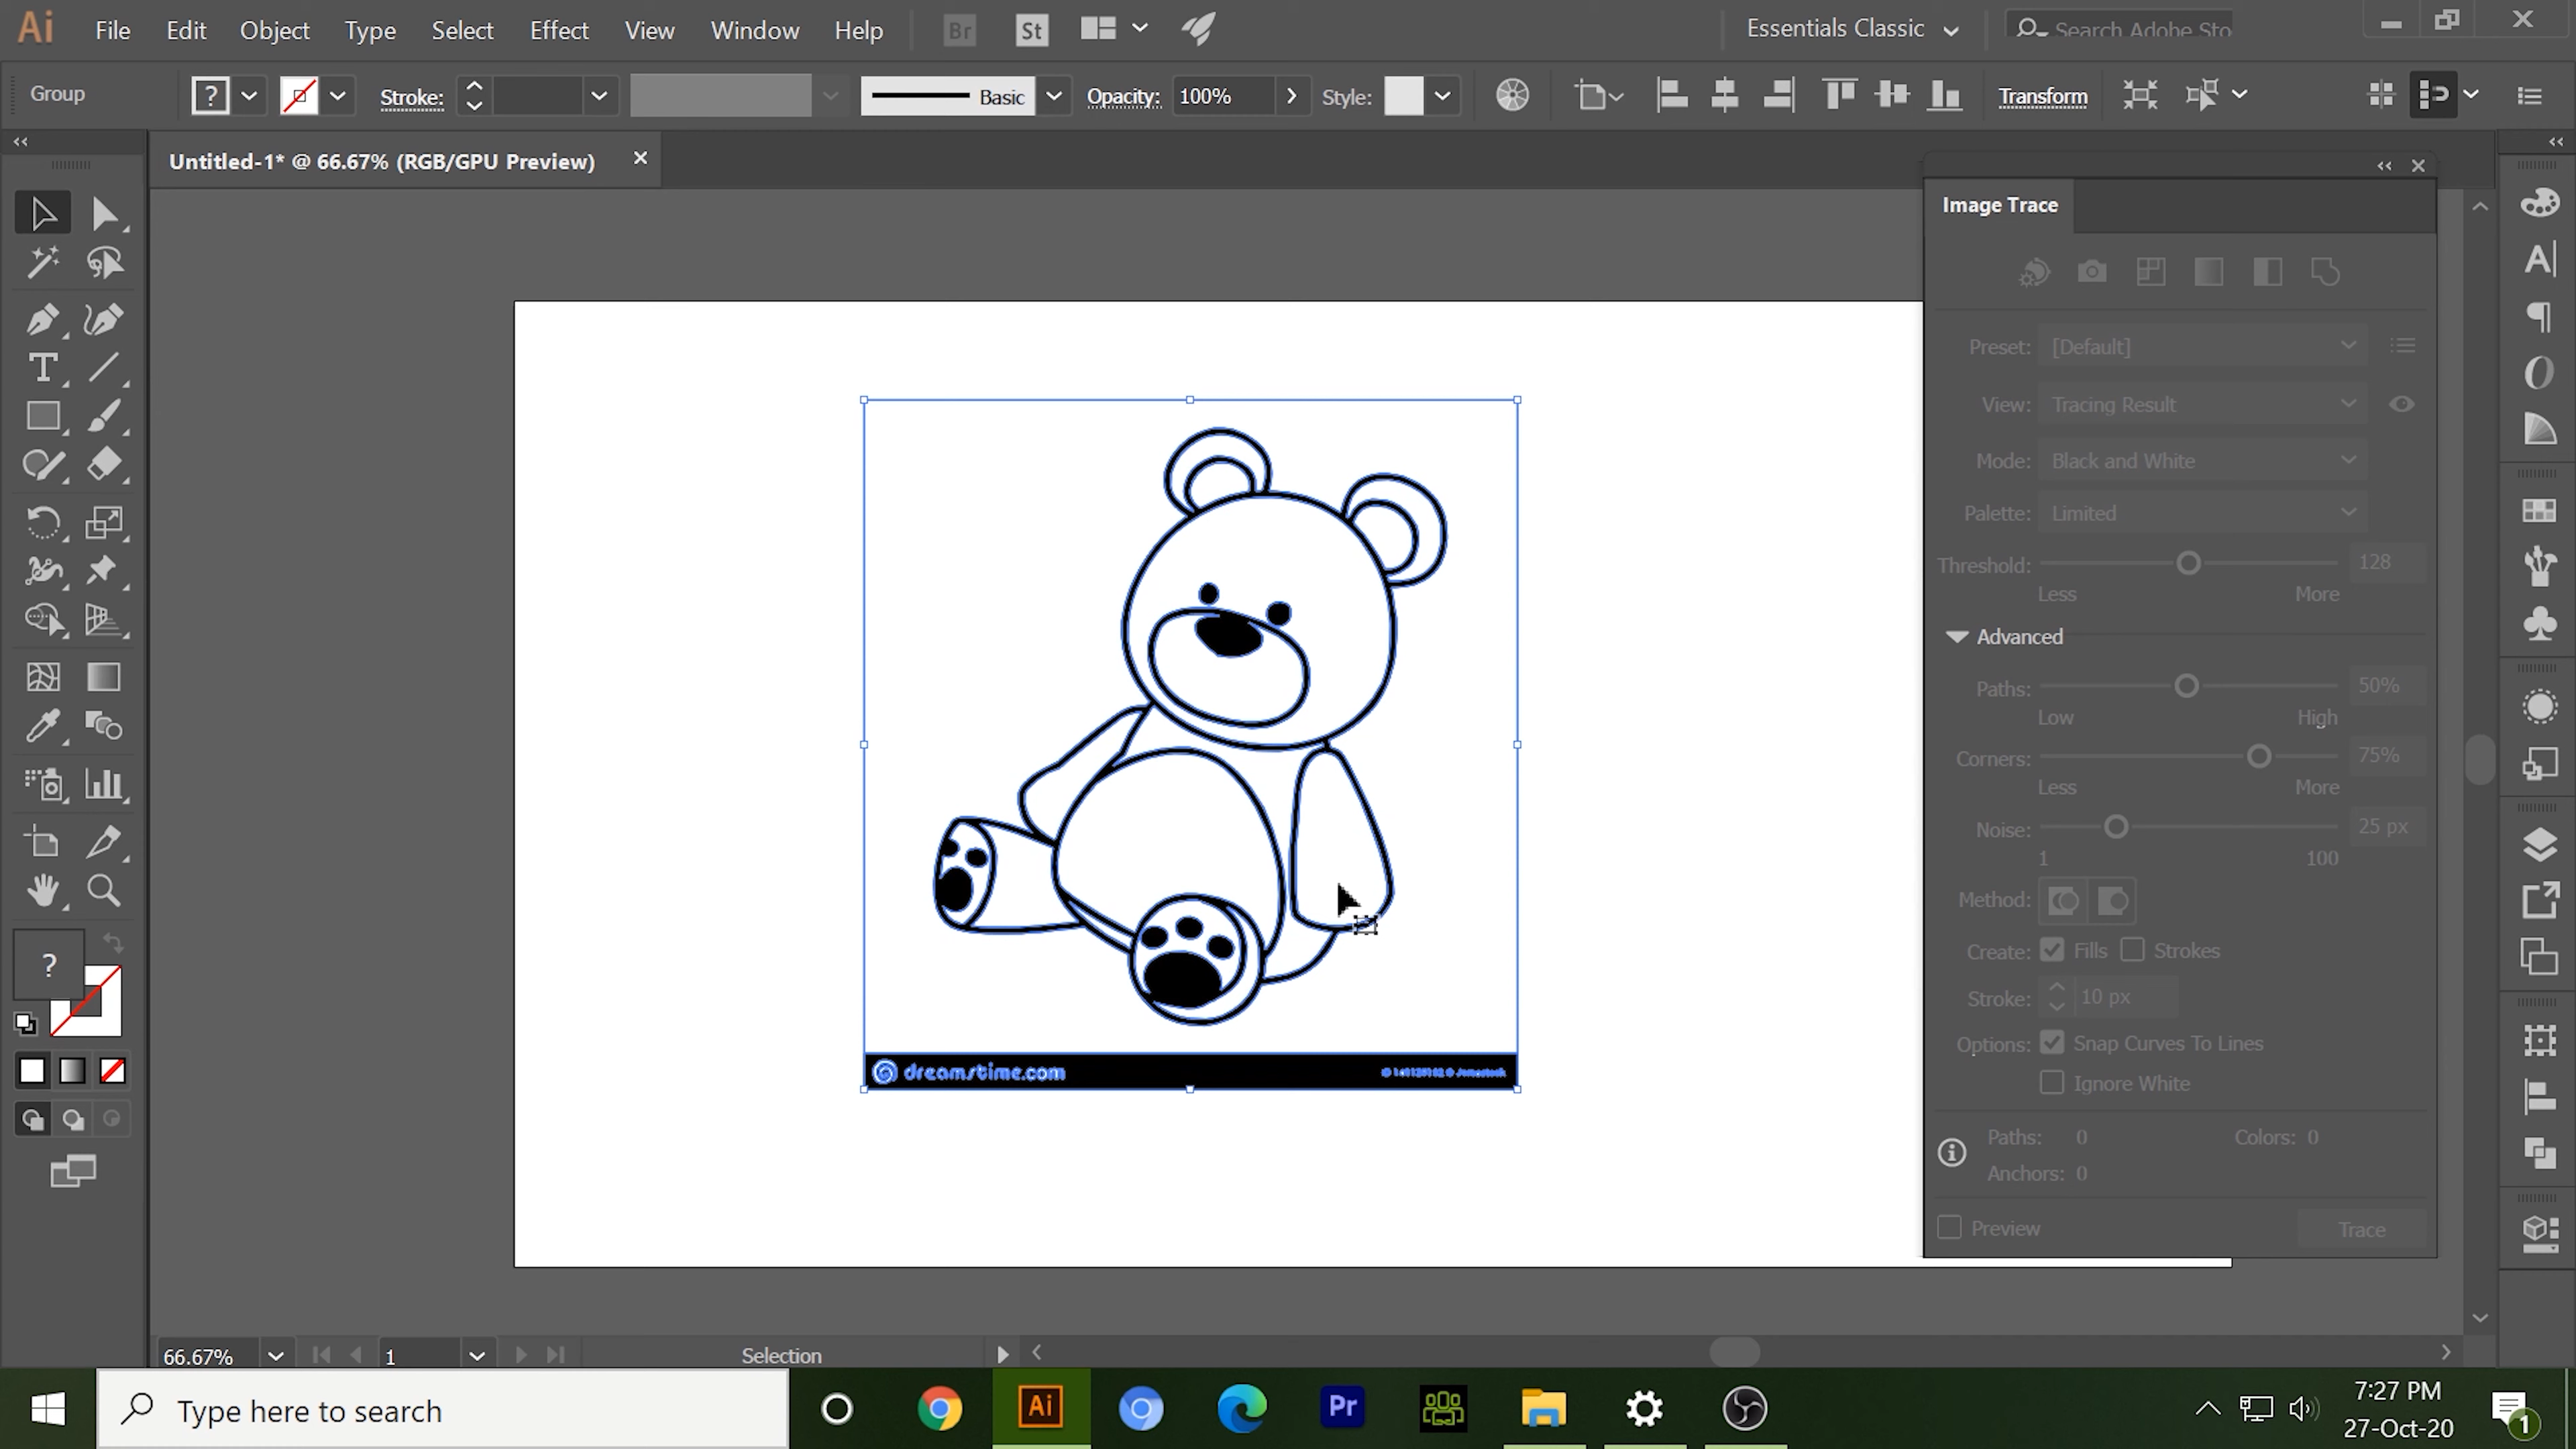 Ai File Edit Object Type Select Effect View Window Help Br St Essentials Classic Search Adobe Sto
Group ? Stroke: Basic Opacity: 100% Style: Transform
Untitled-1* @ 66.67% (RGB/GPU Preview)
Image Trace
Preset: [Default]
View: Tracing Result
Mode: Black and White
Palette: Limited
Threshold: 128
Less More
Advanced
Paths: 50%
Low High
Corners: 75%
Less More
Noise: 25 px
1 100
Method:
Create: Fills Strokes
Stroke: 10 px
Options: Snap Curves To Lines
Ignore White
Paths: 0 Colors: 0
Anchors: 0
Preview Trace
?
dreamstime.com
66.67% 1 Selection
Type here to search
Ai
Pr
7:27 PM
27-Oct-20
1